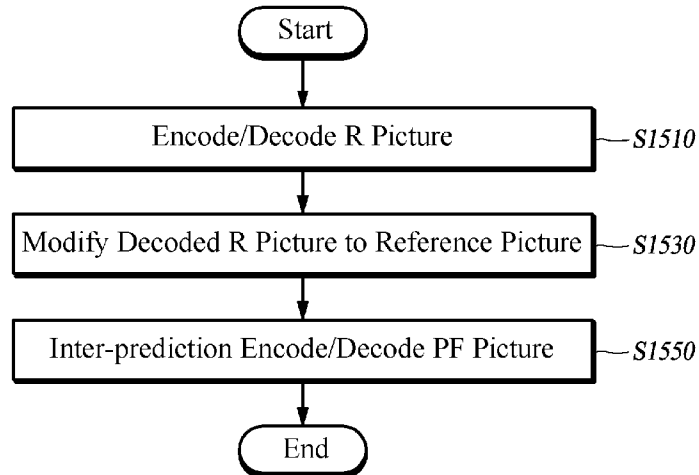 Start
Encode/Decode R Picture
S1510
Modify Decoded R Picture to Reference Picture
S1530
Inter-prediction Encode/Decode PF Picture
S1550
End